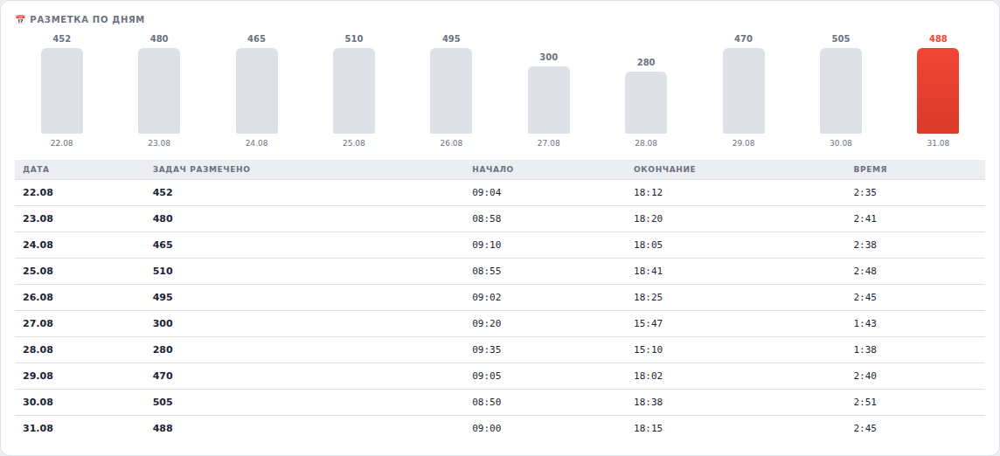 📅 РАЗМЕТКА ПО ДНЯМ
452 480 465 510 495 300 280 470 505 488
22.08 23.08 24.08 25.08 26.08 27.08 28.08 29.08 30.08 31.08
ДАТА ЗАДАЧ РАЗМЕЧЕНО НАЧАЛО ОКОНЧАНИЕ ВРЕМЯ
22.08 452 09:04 18:12 2:35
23.08 480 08:58 18:20 2:41
24.08 465 09:10 18:05 2:38
25.08 510 08:55 18:41 2:48
26.08 495 09:02 18:25 2:45
27.08 300 09:20 15:47 1:43
28.08 280 09:35 15:10 1:38
29.08 470 09:05 18:02 2:40
30.08 505 08:50 18:38 2:51
31.08 488 09:00 18:15 2:45